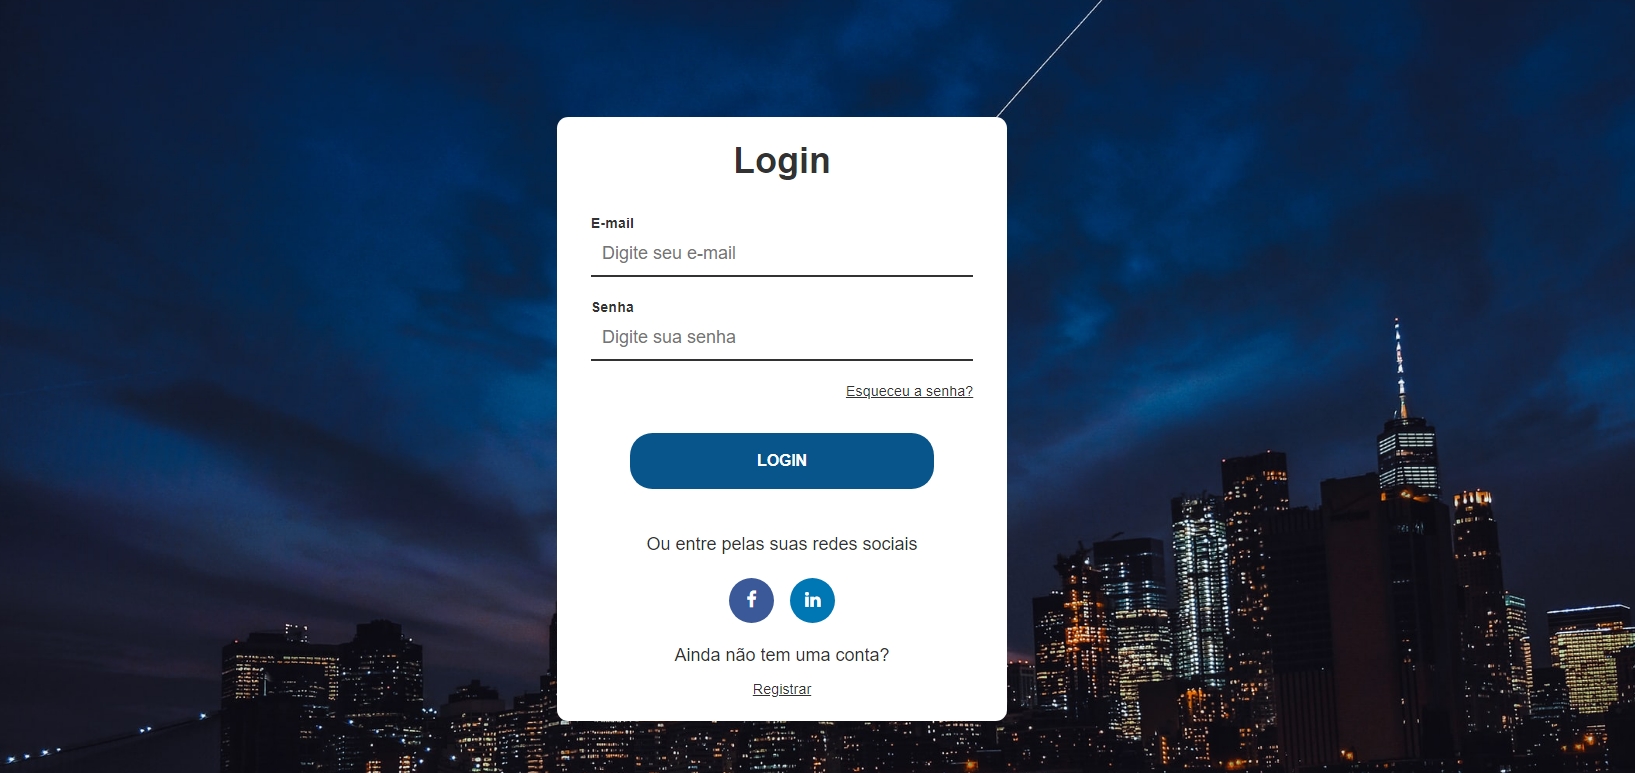 Login
E-mail
Digite seu e-mail
Senha
Digite sua senha
Esqueceu a senha?
LOGIN
Ou entre pelas suas redes sociais
f in
Ainda não tem uma conta?
Registrar